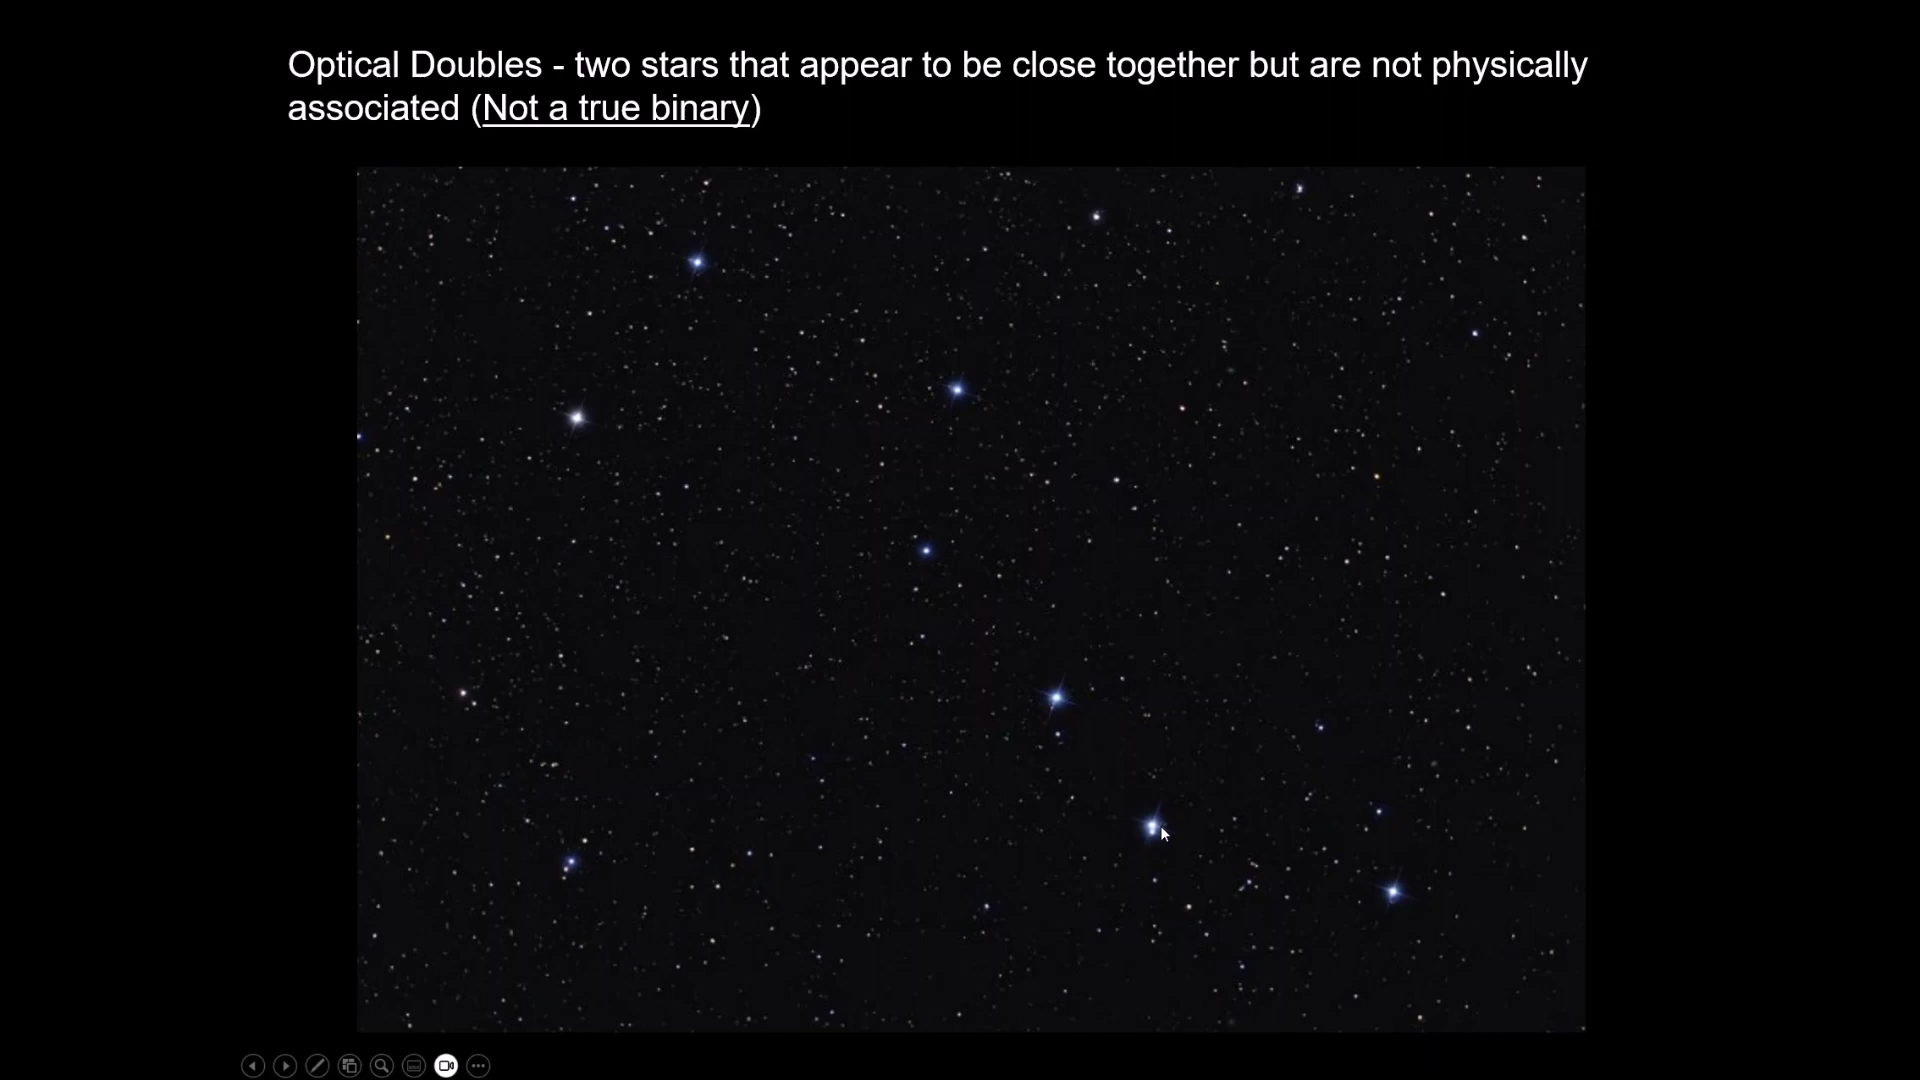 Optical Doubles - two stars that appear to be close together but are not physically
associated (Not a true binary)